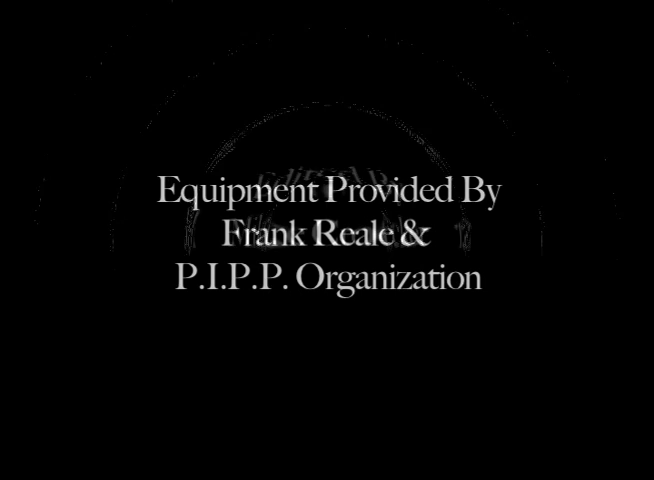 Equipment Provided By
Frank Reale &
P.I.P.P. Organization